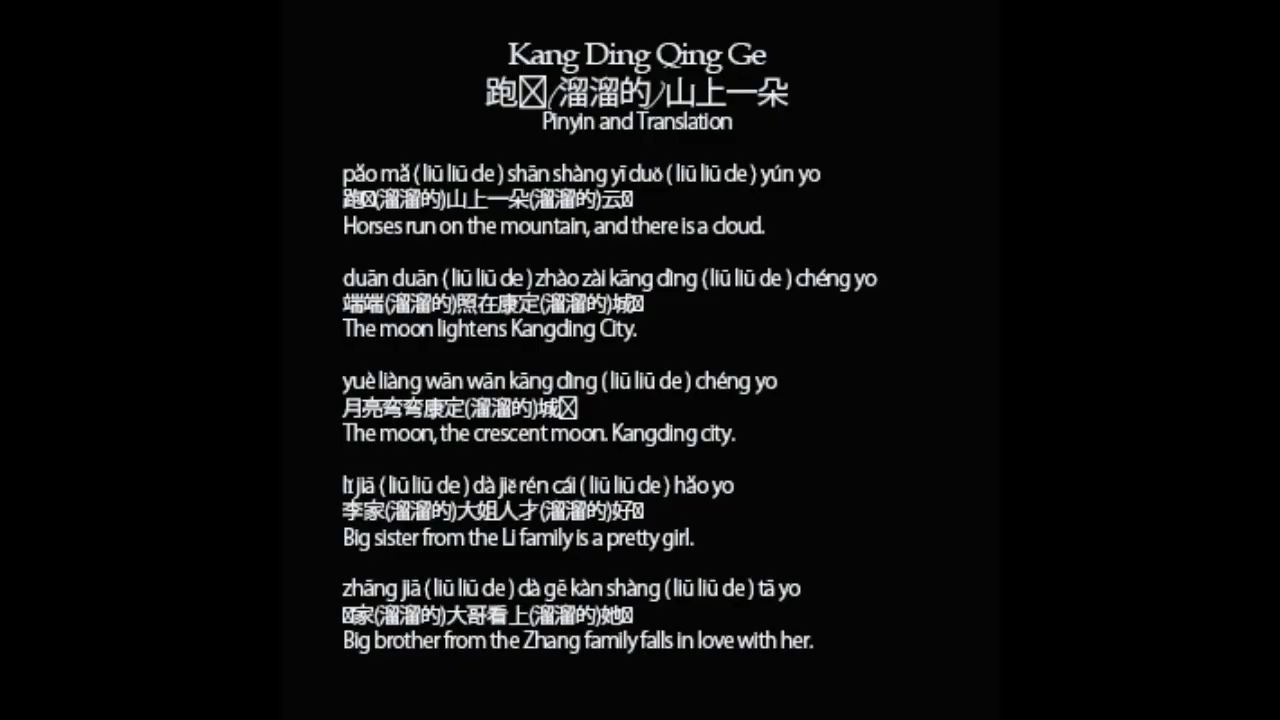 Kang Ding Qing Ge
跑☒(溜溜的)山上一朵
Pinyin and Translation
pǎo mǎ ( liū liū de ) shān shàng yī duǒ ( liū liū de ) yún yo
跑☒(溜溜的)山上一朵(溜溜的)云☒
Horses run on the mountain, and there is a cloud.
duān duān ( liū liū de ) zhào zài kāng dìng ( liū liū de ) chéng yo
端端(溜溜的)照在康定(溜溜的)城☒
The moon lightens Kangding City.
yuè liàng wān wān kāng dìng ( liū liū de ) chéng yo
月亮弯弯康定(溜溜的)城☒
The moon, the crescent moon. Kangding city.
lǐ jiā ( liū liū de ) dà jiě rén cái ( liū liū de ) hǎo yo
李家(溜溜的)大姐人才(溜溜的)好☒
Big sister from the Li family is a pretty girl.
zhāng jiā ( liū liū de ) dà gē kàn shàng ( liū liū de ) tā yo
☒家(溜溜的)大哥看上(溜溜的)她☒
Big brother from the Zhang family falls in love with her.